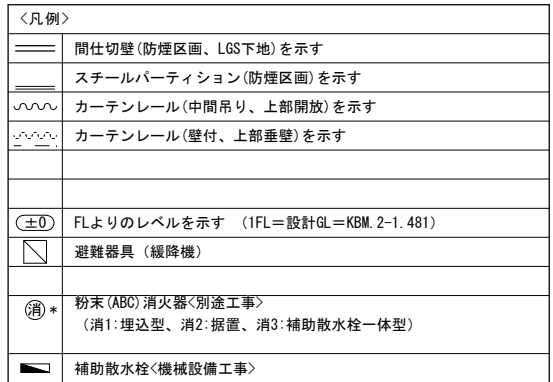 <凡例>
間仕切壁(防煙区画、LGS下地)を示す
スチールパーティション(防煙区画)を示す
カーテンレール(中間吊り、上部開放)を示す
カーテンレール(壁付、上部垂壁)を示す
±0 FLよりのレベルを示す (1FL=設計GL=KBM.2-1.481)
避難器具(緩降機)
消* 粉末(ABC)消火器<別途工事>
(消1:埋込型、消2:据置、消3:補助散水栓一体型)
補助散水栓<機械設備工事>